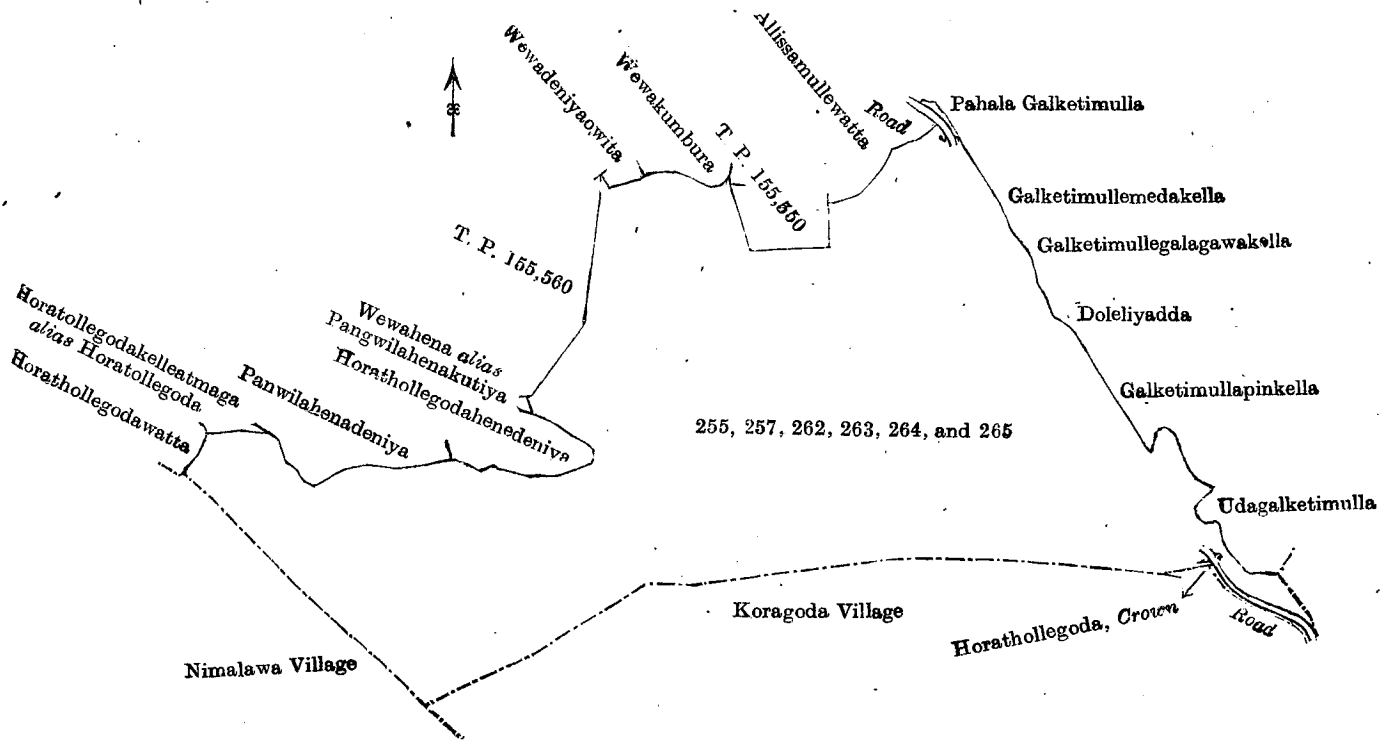 Allissamullewatta
Road
Pahala Galketimulla
Wewadeniyaowita
Wewakumbura
T. P. 155,550
Galketimullemedakella
Galketimullegalagawakella
T. P. 155,560
Doleliyadda
Wewahena alias
Pangwilahenakutiya
Horathollegodahenedeniya
Horatollegodakelleatmaga
alias Horatollegoda
Horathollegodawatta
Panwilahenadeniya
Galketimullapinkella
255, 257, 262, 263, 264, and 265
Udagalketimulla
Koragoda Village
Horathollegoda, Crown
Road
Nimalawa Village